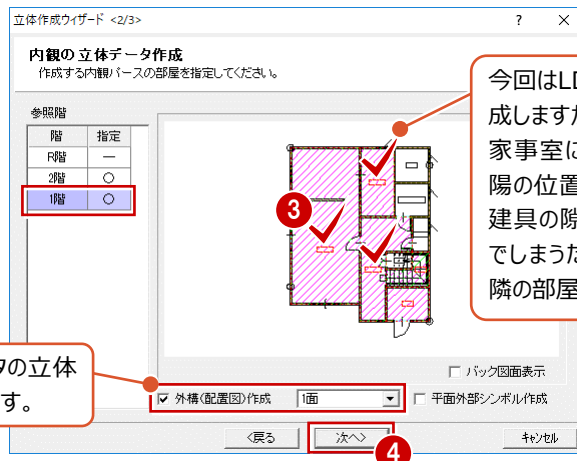 立体作成ウィザード <2/3>
? ×
内観の立体データ作成
作成する内観パースの部屋を指定してください。
参照階
階 指定
R階 —
2階 ○
1階 ○
3
今回はLD
成しますが
家事室に
陽の位置
建具の隙
でしまうた
隣の部屋
の立体
す。
バック図面表示
外構(配置図)作成 1面 平面外部シンボル作成
<戻る 次へ> キャンセル
4